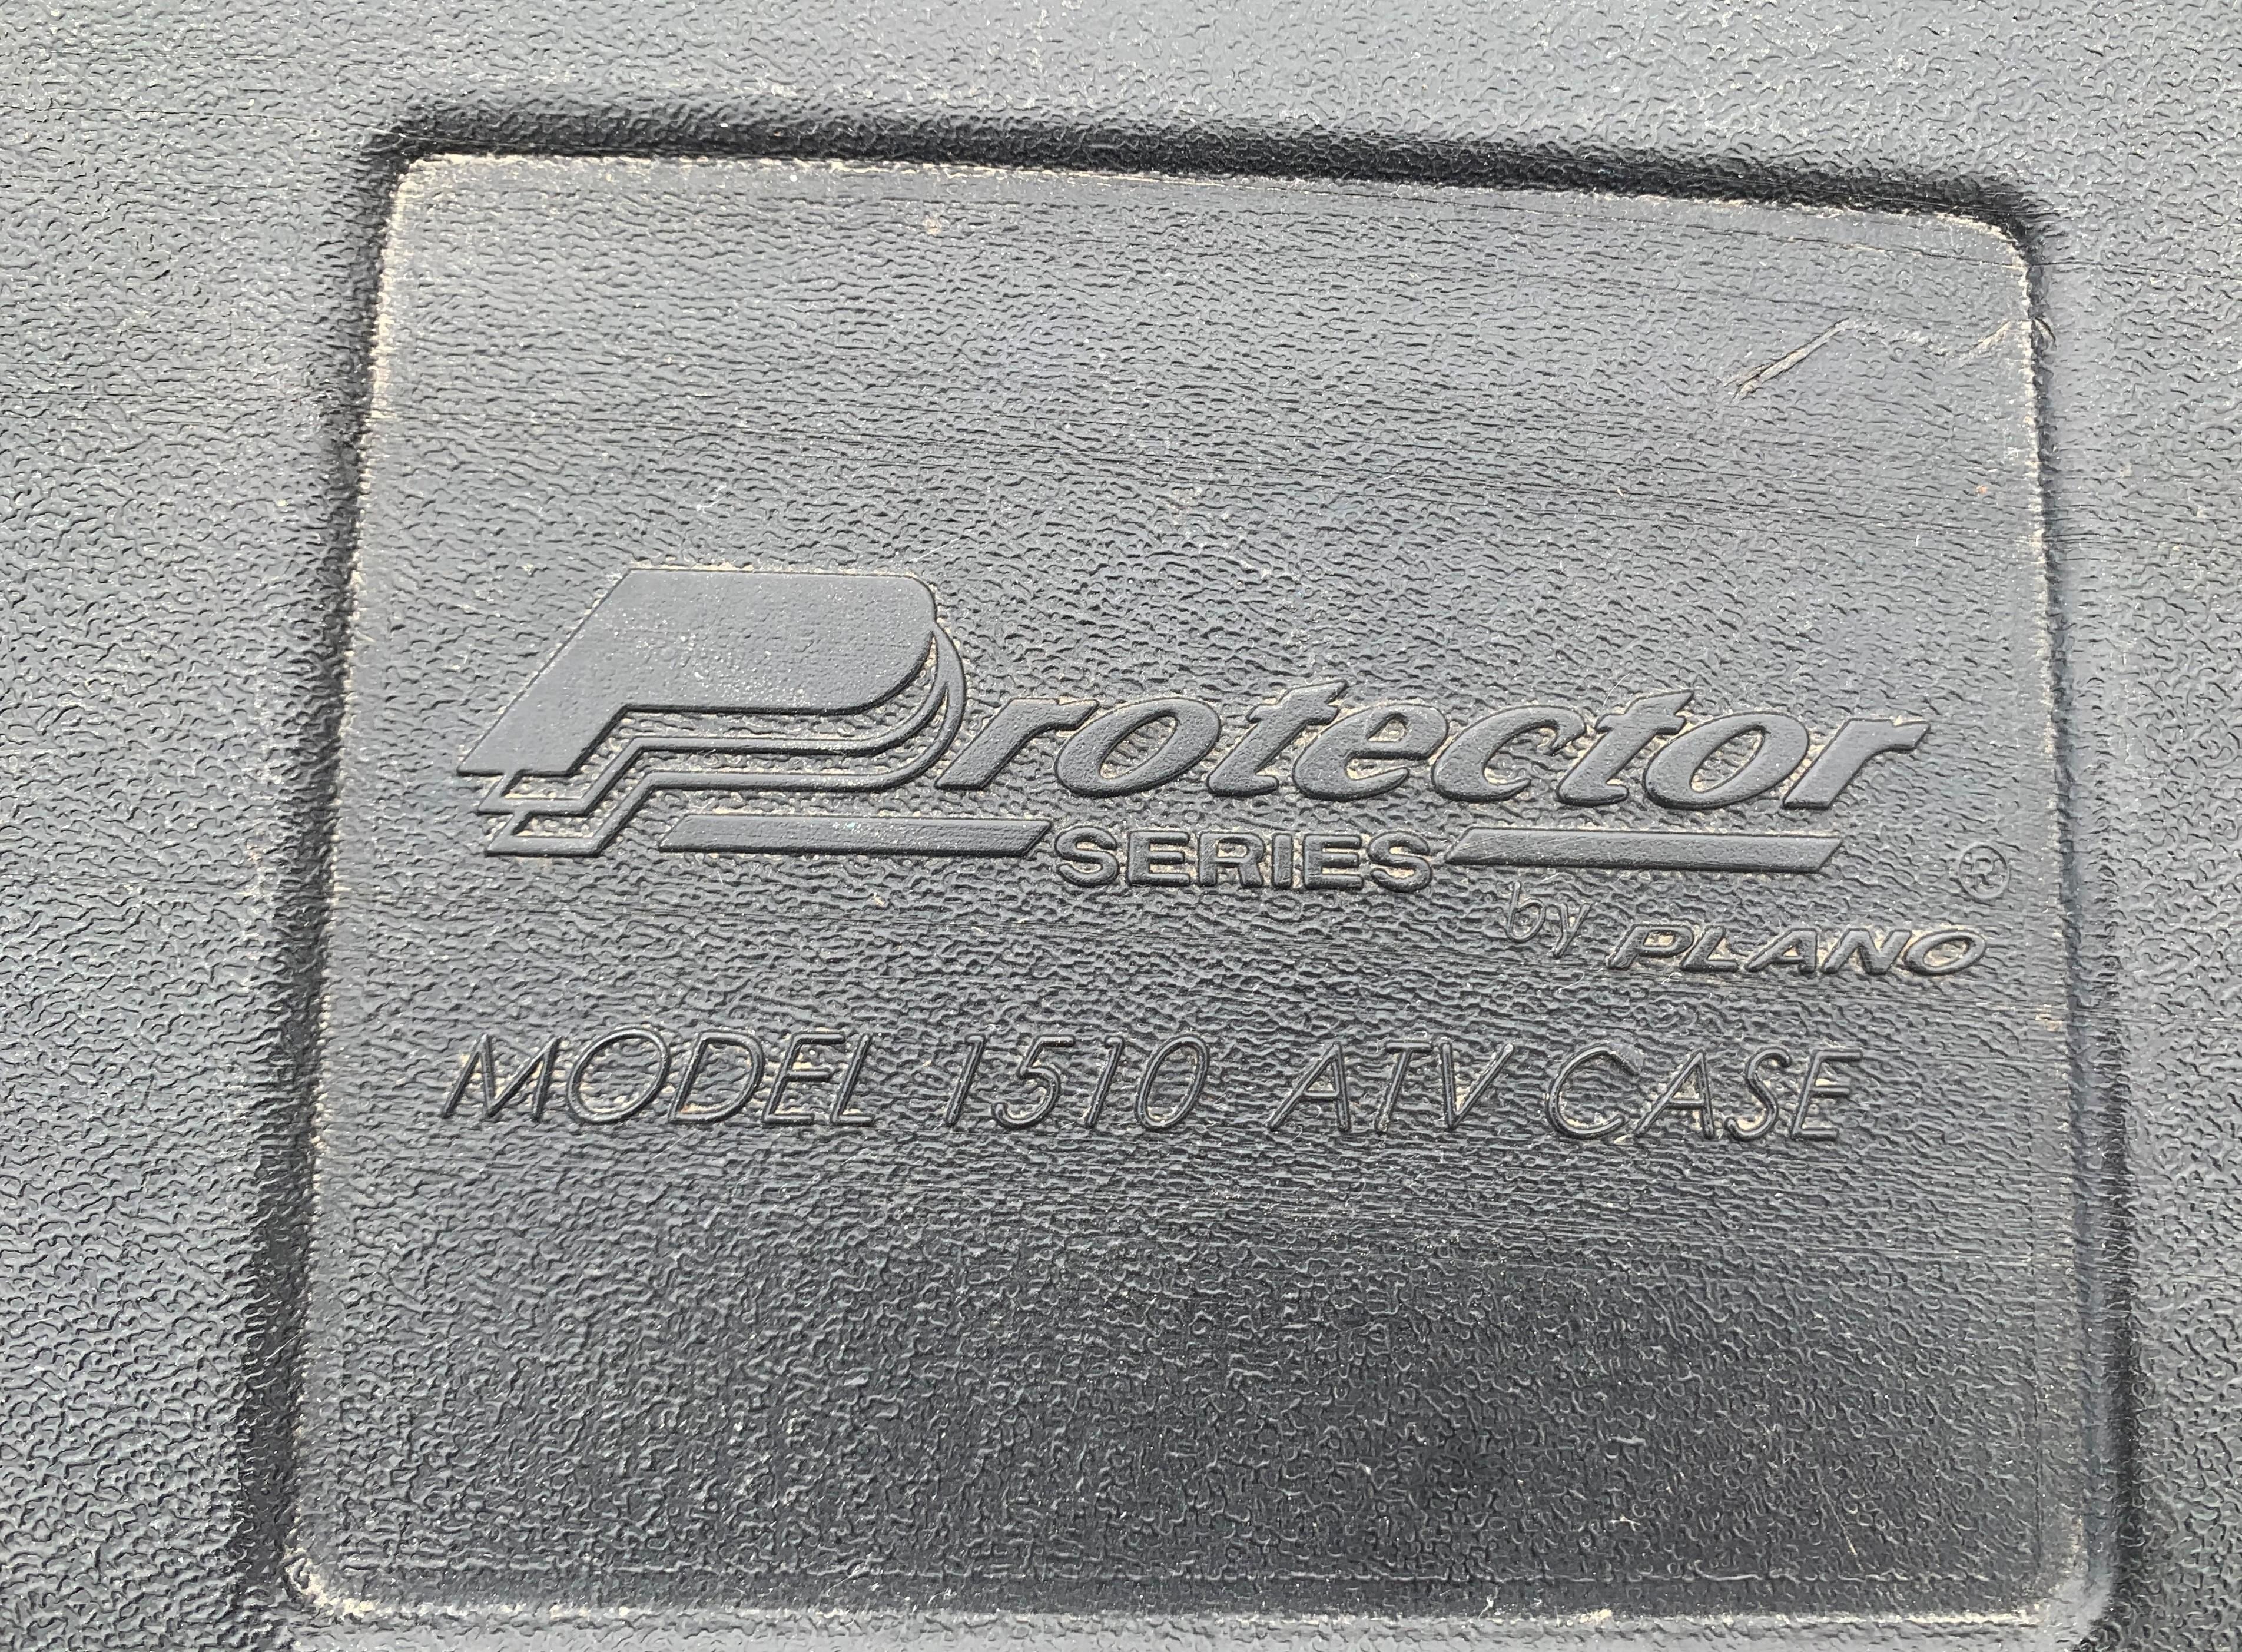 Protector
SERIES
®
by PLANO
MODEL 1510 ATV CASE